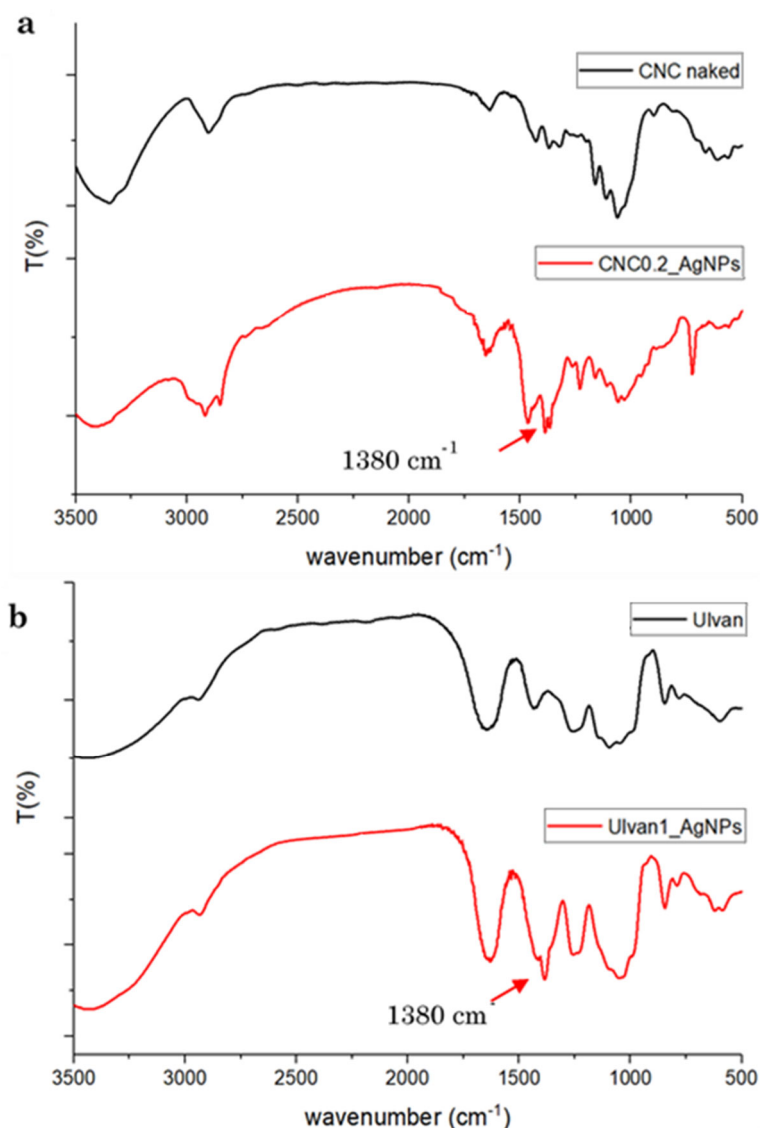 a
CNC naked
CNC0.2_AgNPs
T(%)
1380 cm-1
3500 3000 2500 2000 1500 1000 500
wavenumber (cm-1)
b
Ulvan
Ulvan1_AgNPs
T(%)
1380 cm-
3500 3000 2500 2000 1500 1000 500
wavenumber (cm-1)